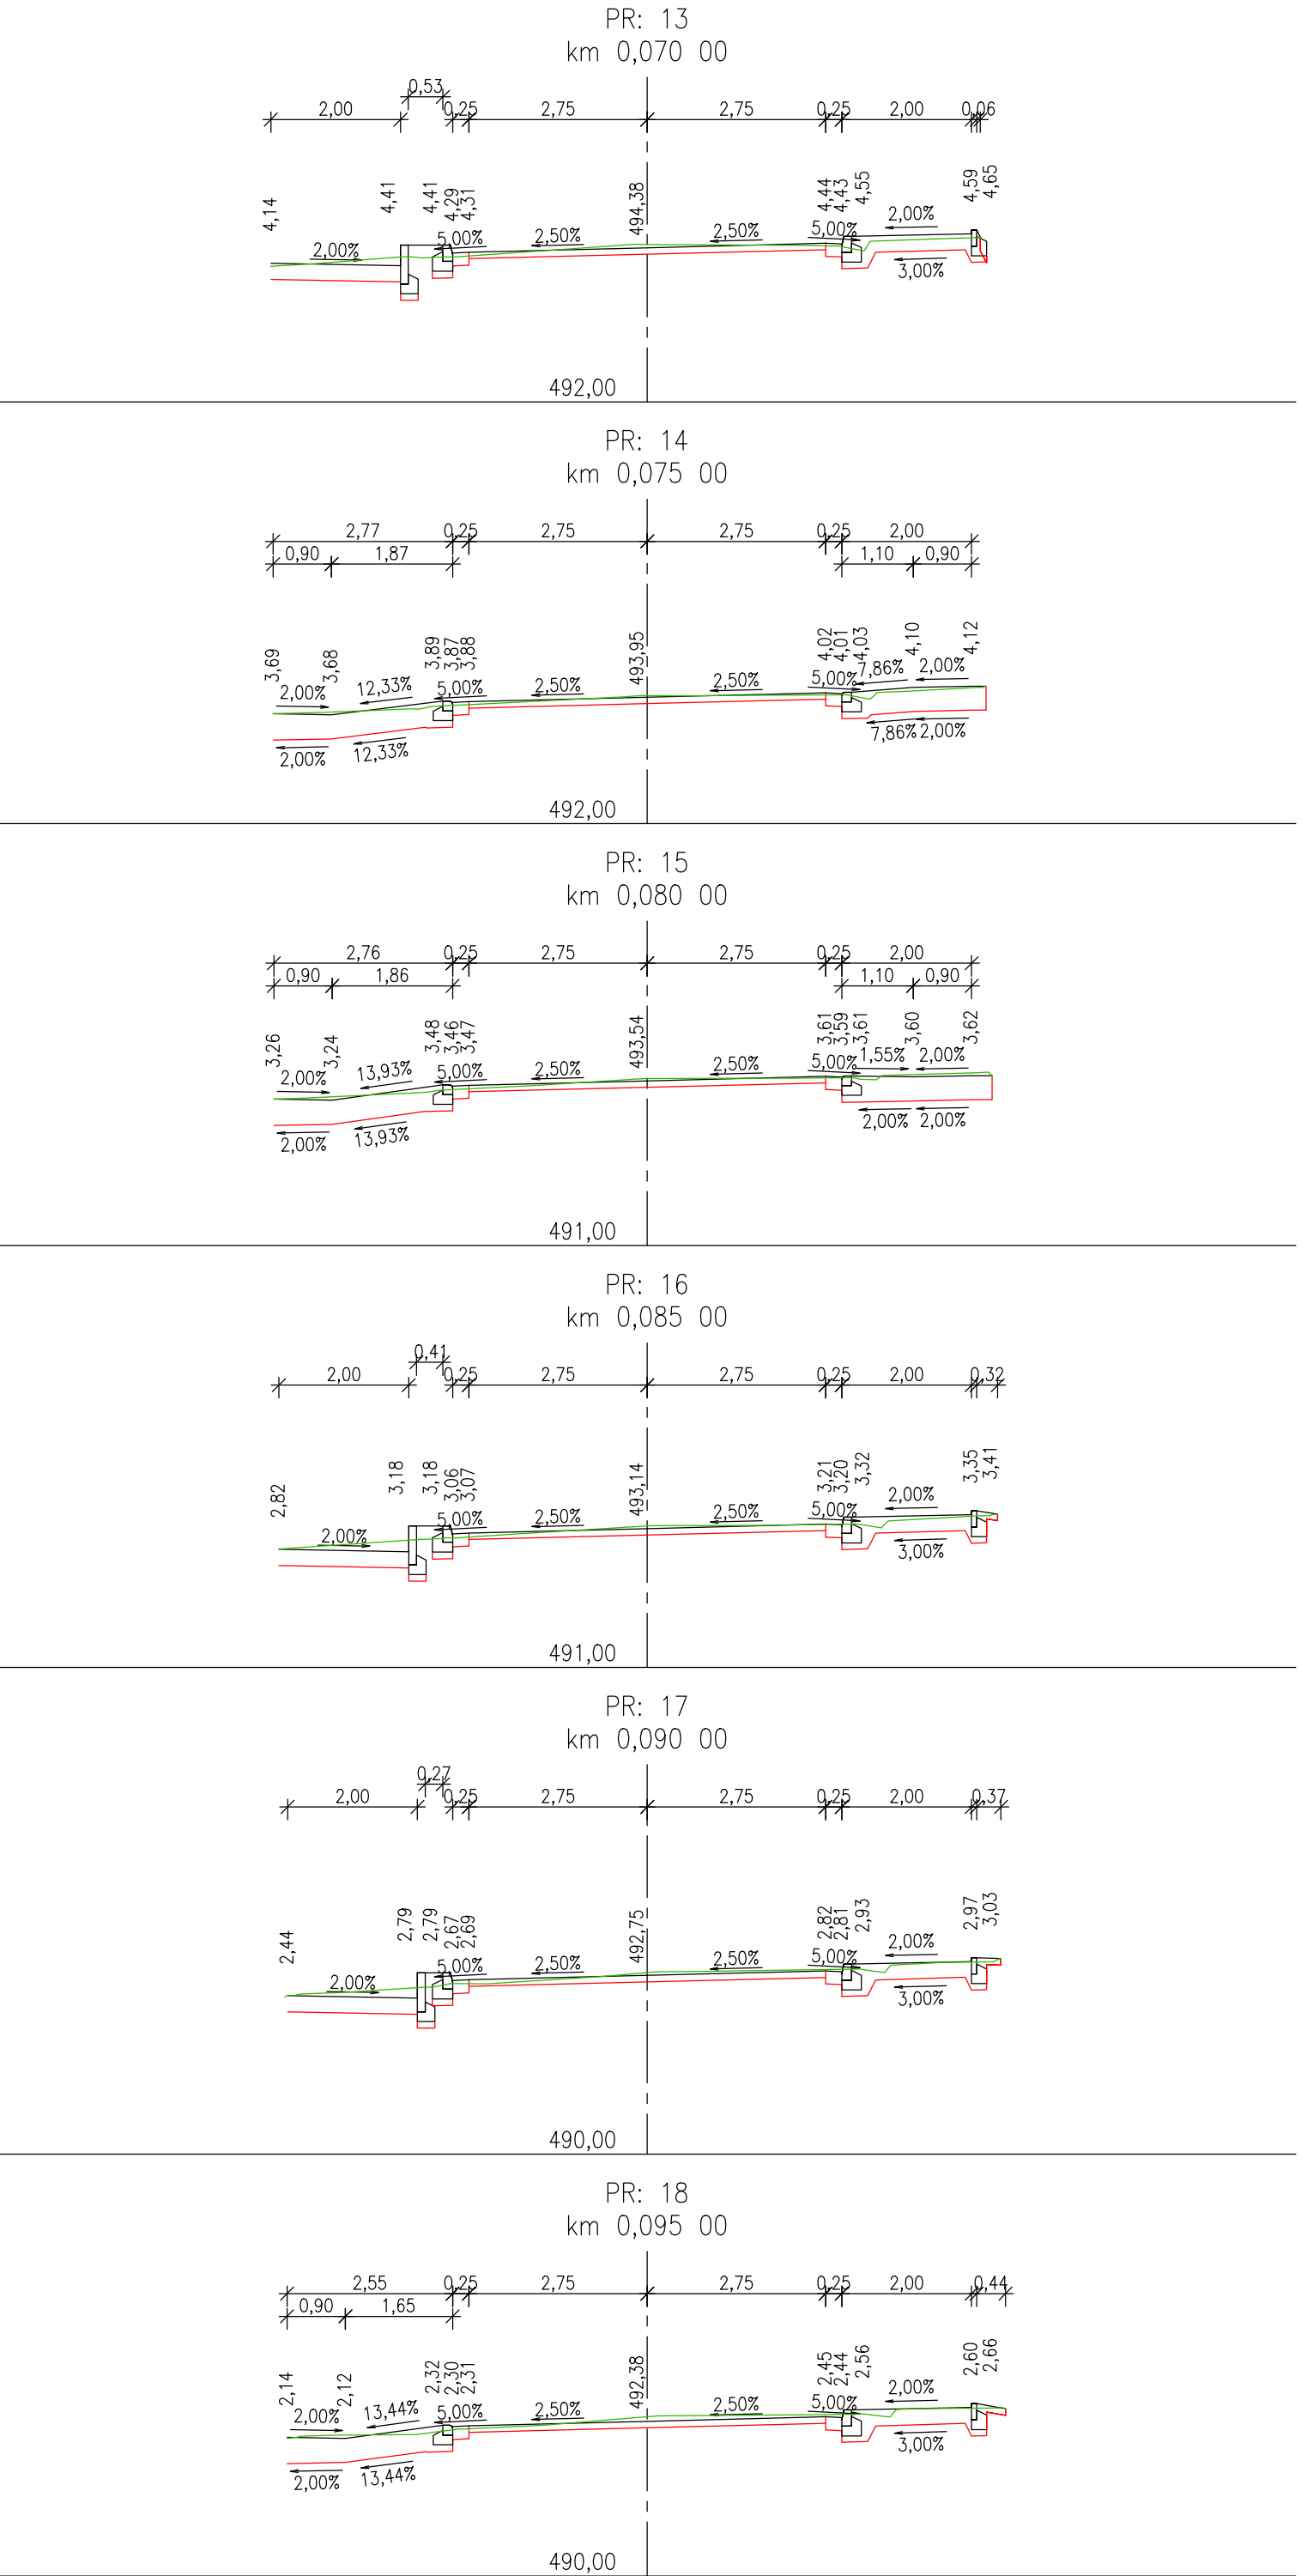 PR: 13
km 0,070 00
0,53
2,00 0,25 2,75 2,75 0,25 2,00 0,06
4,14 4,41 4,41 4,29 4,31 494,38 4,44 4,43 4,55 4,59 4,65
2,00% 5,00% 2,50% 2,50% 5,00% 2,00%
3,00%
492,00
PR: 14
km 0,075 00
2,77 0,25 2,75 2,75 0,25 2,00
0,90 1,87 1,10 0,90
3,69 3,68 3,89 3,87 3,88 493,95 4,02 4,01 4,03 4,10 4,12
2,00% 12,33% 5,00% 2,50% 2,50% 5,00% 7,86% 2,00%
2,00% 12,33% 7,86% 2,00%
492,00
PR: 15
km 0,080 00
2,76 0,25 2,75 2,75 0,25 2,00
0,90 1,86 1,10 0,90
3,26 3,24 3,48 3,46 3,47 493,54 3,61 3,59 3,61 3,60 3,62
2,00% 13,93% 5,00% 2,50% 2,50% 5,00% 1,55% 2,00%
2,00% 13,93% 2,00% 2,00%
491,00
PR: 16
km 0,085 00
0,41
2,00 0,25 2,75 2,75 0,25 2,00 0,32
2,82 3,18 3,18 3,06 3,07 493,14 3,21 3,20 3,32 3,35 3,41
2,00% 5,00% 2,50% 2,50% 5,00% 2,00%
3,00%
491,00
PR: 17
km 0,090 00
0,27
2,00 0,25 2,75 2,75 0,25 2,00 0,37
2,44 2,79 2,79 2,67 2,69 492,75 2,82 2,81 2,93 2,97 3,03
2,00% 5,00% 2,50% 2,50% 5,00% 2,00%
3,00%
490,00
PR: 18
km 0,095 00
2,55 0,25 2,75 2,75 0,25 2,00 0,44
0,90 1,65
2,14 2,12 2,32 2,30 2,31 492,38 2,45 2,44 2,56 2,60 2,66
2,00% 13,44% 5,00% 2,50% 2,50% 5,00% 2,00%
2,00% 13,44% 3,00%
490,00